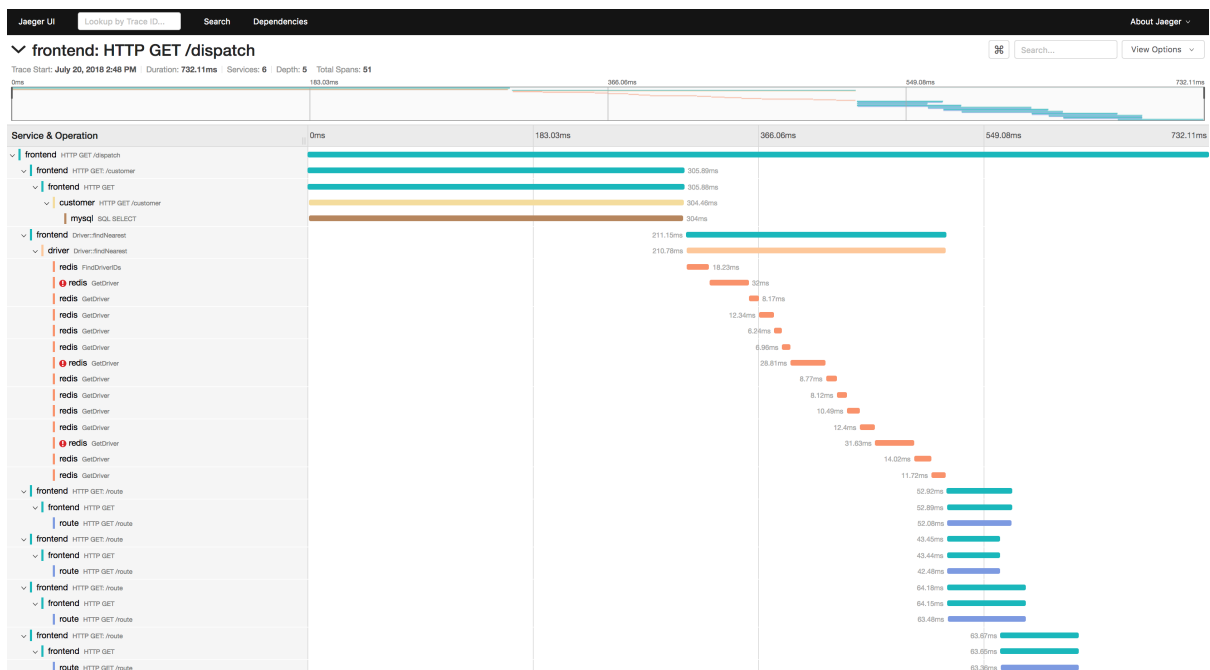 Jaeger UI Lookup by Trace ID... Search Dependencies About Jaeger
frontend: HTTP GET /dispatch ⌘ Search... View Options
Trace Start: July 20, 2018 2:48 PM Duration: 732.11ms Services: 6 Depth: 5 Total Spans: 51
0ms 183.03ms 366.06ms 549.08ms 732.11ms
Service & Operation 0ms 183.03ms 366.06ms 549.08ms 732.11ms
frontend HTTP GET /dispatch
frontend HTTP GET: /customer 305.89ms
frontend HTTP GET 305.88ms
customer HTTP GET /customer 304.46ms
mysql SQL SELECT 304ms
frontend Driver::findNearest 211.15ms
driver Driver::findNearest 210.78ms
redis FindDriverIDs 18.23ms
redis GetDriver 32ms
redis GetDriver 8.17ms
redis GetDriver 12.34ms
redis GetDriver 6.24ms
redis GetDriver 6.96ms
redis GetDriver 28.81ms
redis GetDriver 8.77ms
redis GetDriver 8.12ms
redis GetDriver 10.49ms
redis GetDriver 12.4ms
redis GetDriver 31.63ms
redis GetDriver 14.02ms
redis GetDriver 11.72ms
frontend HTTP GET: /route 52.92ms
frontend HTTP GET 52.89ms
route HTTP GET /route 52.08ms
frontend HTTP GET: /route 43.45ms
frontend HTTP GET 43.44ms
route HTTP GET /route 42.48ms
frontend HTTP GET: /route 64.18ms
frontend HTTP GET 64.15ms
route HTTP GET /route 63.48ms
frontend HTTP GET: /route 63.67ms
frontend HTTP GET 63.65ms
route HTTP GET /route 63.36ms